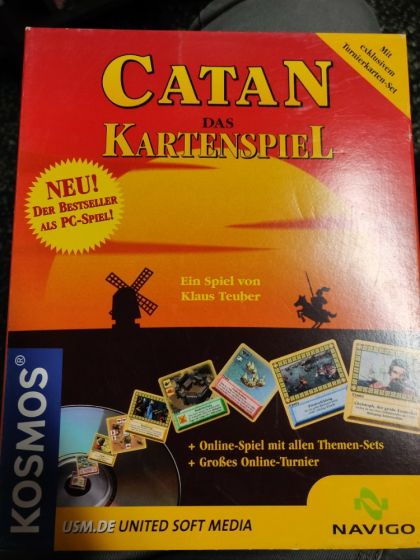 Mit
exklusivem
Turnierkarten-Set
CATAN
DAS
KARTENSPIEL
NEU!
DER BESTSELLER
ALS PC-SPIEL!
Ein Spiel von
Klaus Teuber
KOSMOS®
+ Online-Spiel mit allen Themen-Sets
+ Großes Online-Turnier
USM.DE UNITED SOFT MEDIA
NAVIGO